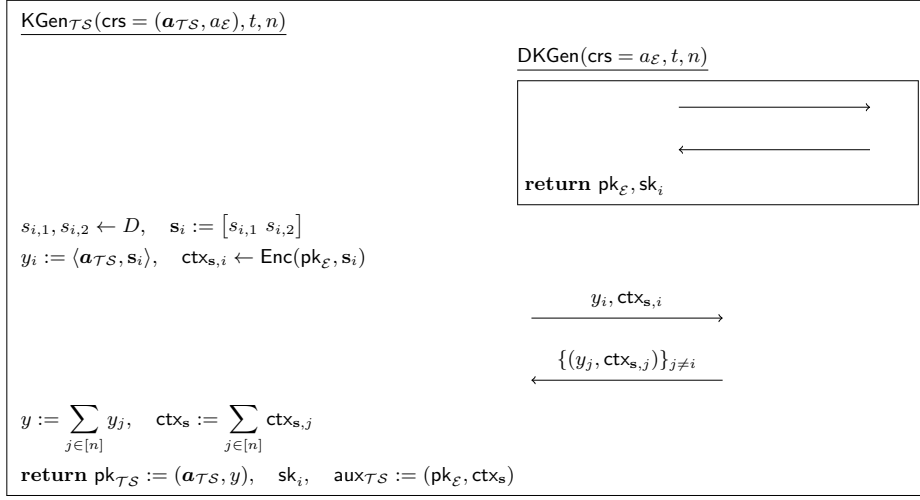 KGen_{𝒯𝒮}(crs = (𝒂_{𝒯𝒮}, a_ℰ), t, n)
DKGen(crs = a_ℰ, t, n)
return pk_ℰ, sk_i
s_{i,1}, s_{i,2} ← D, 𝐬_i := [s_{i,1} s_{i,2}]
y_i := ⟨𝒂_{𝒯𝒮}, 𝐬_i⟩, ctx_{𝐬,i} ← Enc(pk_ℰ, 𝐬_i)
y_i, ctx_{𝐬,i}
{(y_j, ctx_{𝐬,j})}_{j≠i}
y := ∑_{j∈[n]} y_j, ctx_𝐬 := ∑_{j∈[n]} ctx_{𝐬,j}
return pk_{𝒯𝒮} := (𝒂_{𝒯𝒮}, y), sk_i, aux_{𝒯𝒮} := (pk_ℰ, ctx_𝐬)